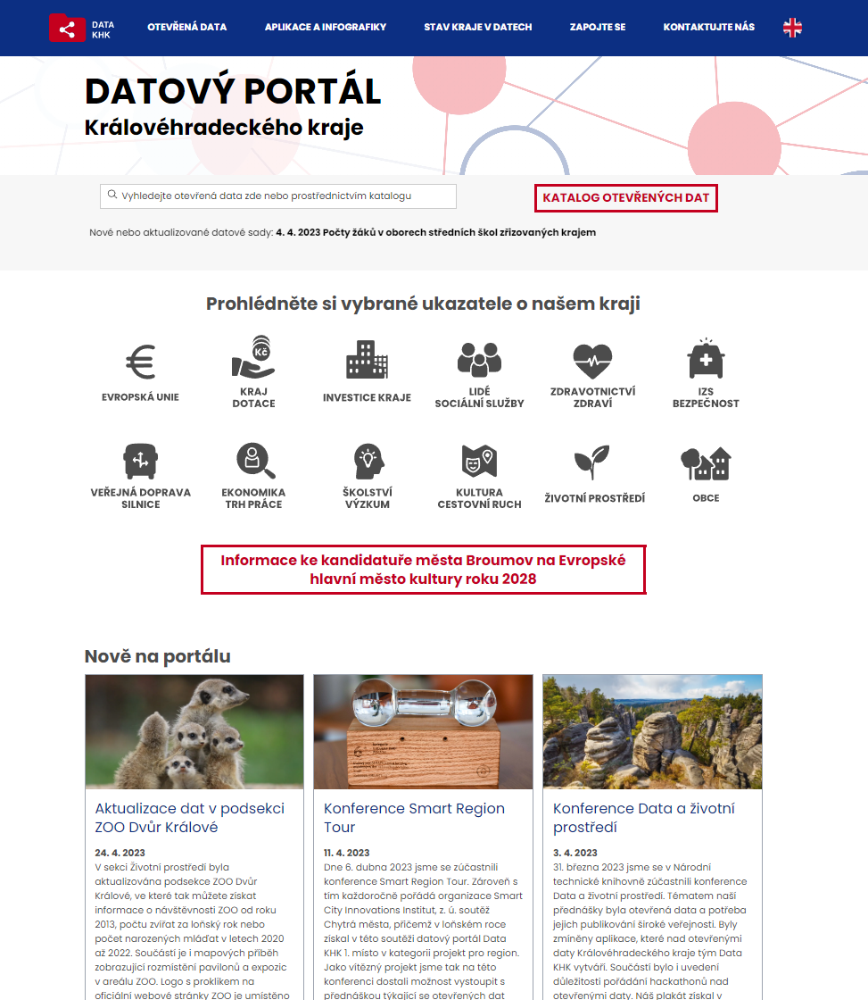 DATA
KHK
OTEVŘENÁ DATA
APLIKACE A INFOGRAFIKY
STAV KRAJE V DATECH
ZAPOJTE SE
KONTAKTUJTE NÁS
DATOVÝ PORTÁL
Královéhradeckého kraje
Vyhledejte otevřená data zde nebo prostřednictvím katalogu
KATALOG OTEVŘENÝCH DAT
Nové nebo aktualizované datové sady: 4. 4. 2023 Počty žáků v oborech středních škol zřizovaných krajem
Prohlédněte si vybrané ukazatele o našem kraji
Kč
EVROPSKÁ UNIE
KRAJ
DOTACE
INVESTICE KRAJE
LIDÉ
SOCIÁLNÍ SLUŽBY
ZDRAVOTNICTVÍ
ZDRAVÍ
IZS
BEZPEČNOST
VEŘEJNÁ DOPRAVA
SILNICE
EKONOMIKA
TRH PRÁCE
ŠKOLSTVÍ
VÝZKUM
KULTURA
CESTOVNÍ RUCH
ŽIVOTNÍ PROSTŘEDÍ
OBCE
Informace ke kandidatuře města Broumov na Evropské
hlavní město kultury roku 2028
Nově na portálu
Aktualizace dat v podsekci
ZOO Dvůr Králové
24. 4. 2023
V sekci Životní prostředí byla
aktualizována podsekce ZOO Dvůr
Králové, ve které tak můžete získat
informace o návštěvnosti ZOO od roku
2013, počtu zvířat za loňský rok nebo
počet narozených mláďat v letech 2020
až 2022. Součástí je i mapových příběh
zobrazující rozmístění pavilonů a expozic
v areálu ZOO. Logo s proklikem na
oficiální webové stránky ZOO je umístěno
Konference Smart Region
Tour
11. 4. 2023
Dne 6. dubna 2023 jsme se zúčastnili
konference Smart Region Tour. Zároveň s
tím každoročně pořádá organizace Smart
City Innovations Institut, z. ú. soutěž
Chytrá města, přičemž v loňském roce
získal v této soutěži datový portál Data
KHK 1. místo v kategorii projekt pro region.
Jako vítězný projekt jsme tak na této
konferenci dostali možnost vystoupit s
přednáškou týkající se otevřených dat
Konference Data a životní
prostředí
3. 4. 2023
31. března 2023 jsme se v Národní
technické knihovně zúčastnili konference
Data a životní prostředí. Tématem naší
přednášky byla otevřená data a potřeba
jejich publikování široké veřejnosti. Byly
zmíněny aplikace, které nad otevřenými
daty Královéhradeckého kraje tým Data
KHK vytváří. Součástí bylo i uvedení
důležitosti pořádání hackathonů nad
otevřenými daty. Náš plakát získal v